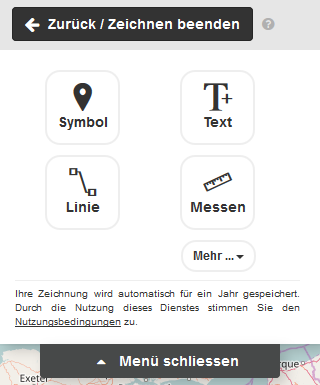 Zurück / Zeichnen beenden ?
Symbol Text
Linie Messen
Mehr ...
Ihre Zeichnung wird automatisch für ein Jahr gespeichert.
Durch die Nutzung dieses Dienstes stimmen Sie den
Nutzungsbedingungen zu.
Menü schliessen
Exeter